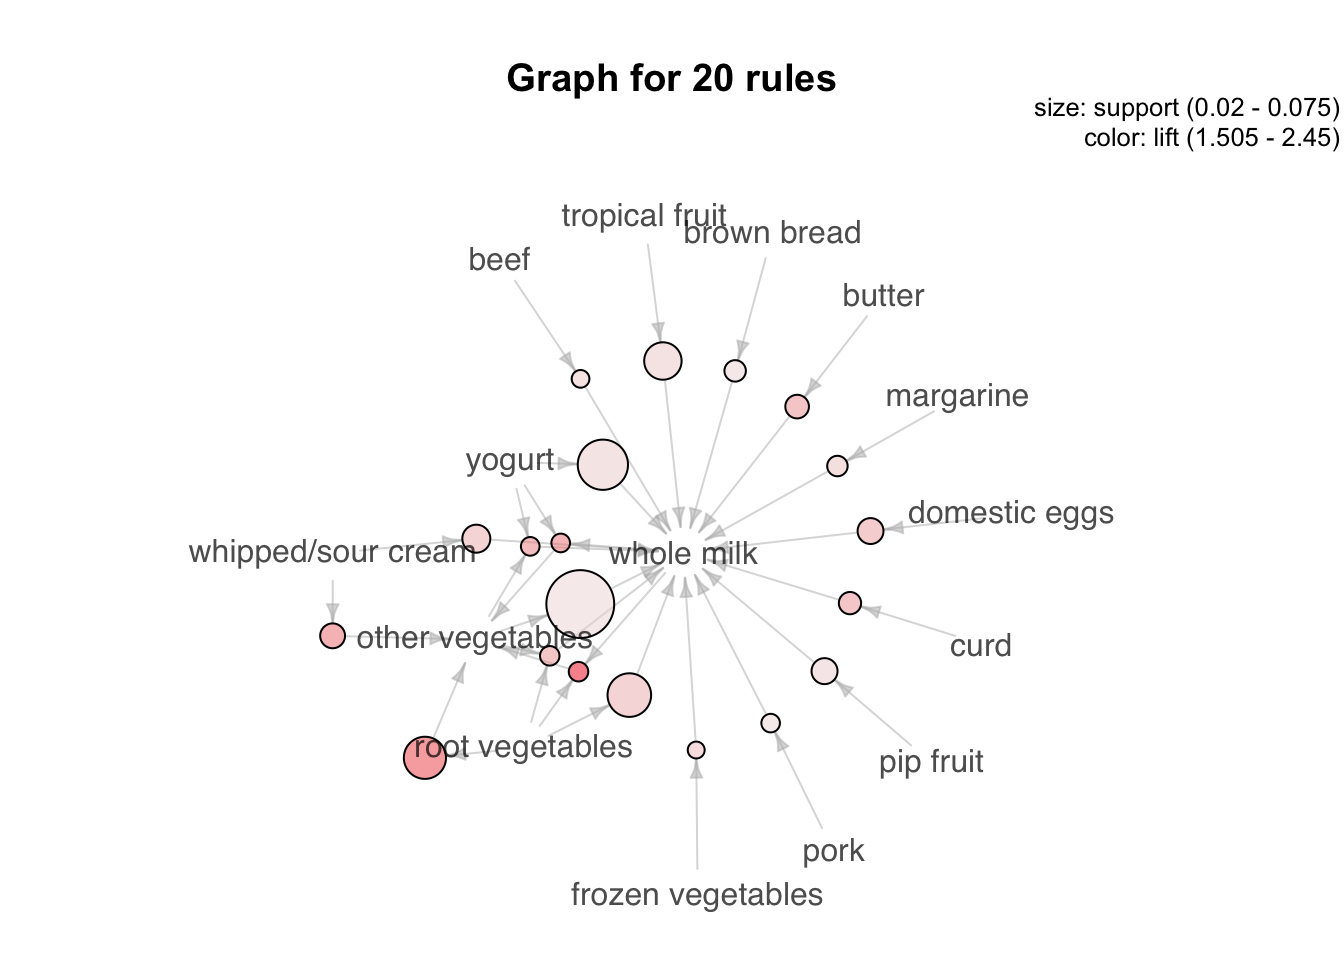 Graph for 20 rules
size: support (0.02 - 0.075)
color: lift (1.505 - 2.45)
tropical fruit
brown bread
beef
butter
margarine
yogurt
domestic eggs
whipped/sour cream
whole milk
other vegetables
curd
root vegetables
pip fruit
pork
frozen vegetables